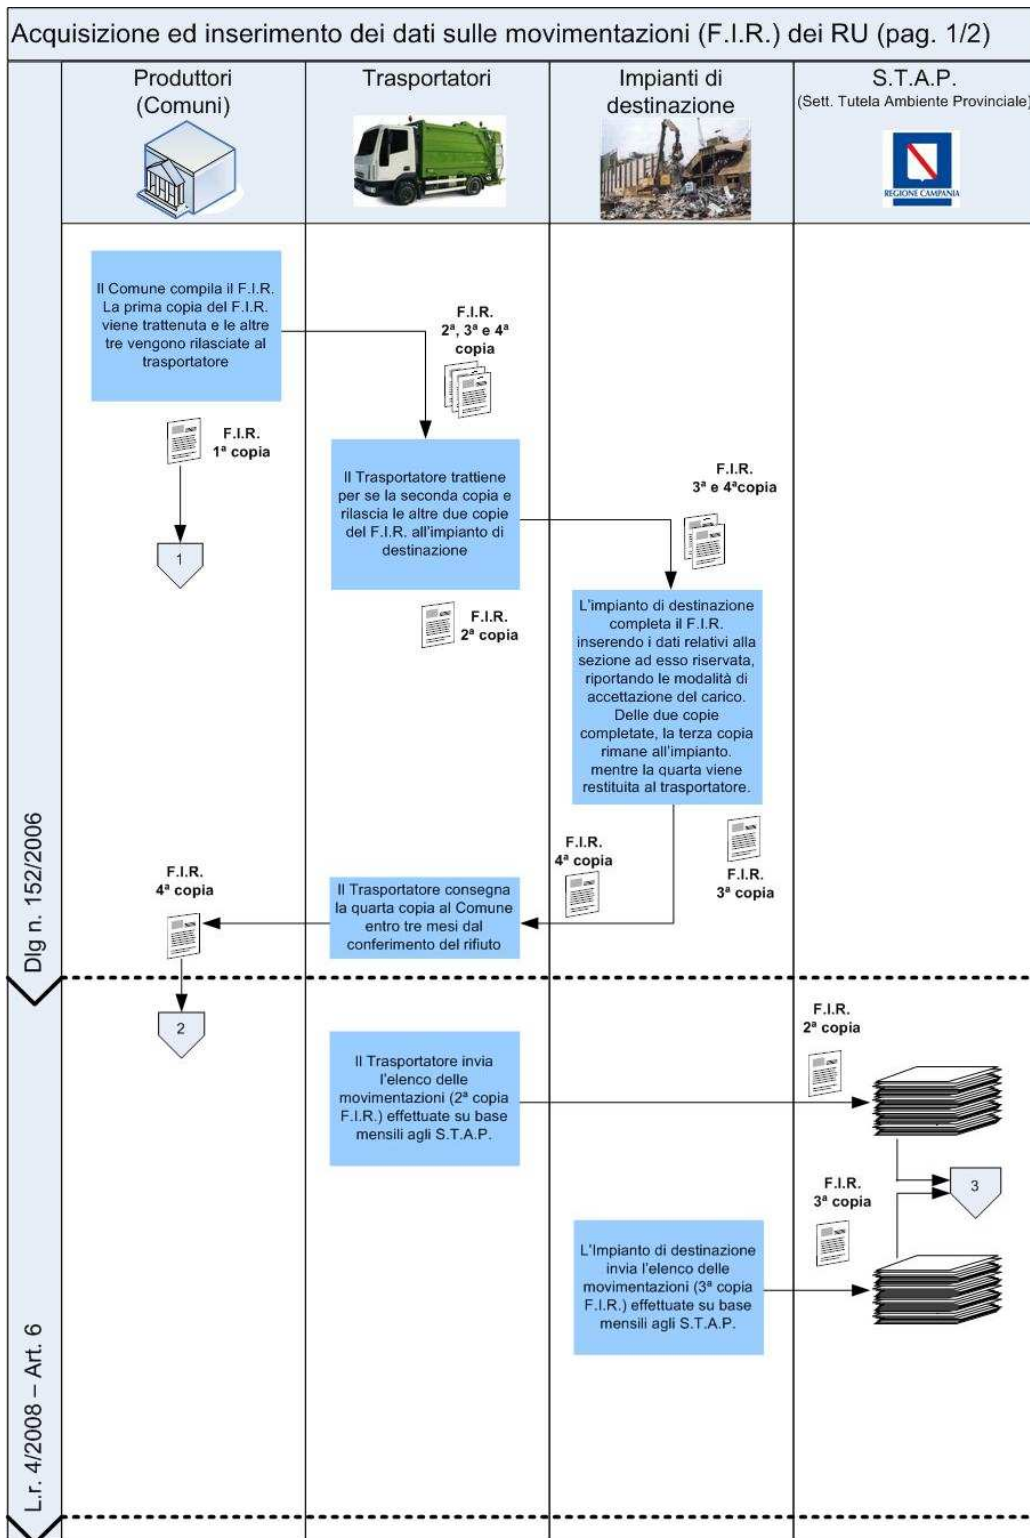 Acquisizione ed inserimento dei dati sulle movimentazioni (F.I.R.) dei RU (pag. 1/2)
Produttori
(Comuni)
Trasportatori
Impianti di
destinazione
S.T.A.P.
(Sett. Tutela Ambiente Provinciale)
REGIONE CAMPANIA
Il Comune compila il F.I.R.
La prima copia del F.I.R.
viene trattenuta e le altre
tre vengono rilasciate al
trasportatore
F.I.R.
2ª, 3ª e 4ª
copia
F.I.R.
1ª copia
1
Il Trasportatore trattiene
per se la seconda copia e
rilascia le altre due copie
del F.I.R. all'impianto di
destinazione
F.I.R.
3ª e 4ªcopia
F.I.R.
2ª copia
L'impianto di destinazione
completa il F.I.R.
inserendo i dati relativi alla
sezione ad esso riservata,
riportando le modalità di
accettazione del carico.
Delle due copie
completate, la terza copia
rimane all'impianto.
mentre la quarta viene
restituita al trasportatore.
F.I.R.
4ª copia
F.I.R.
3ª copia
Il Trasportatore consegna
la quarta copia al Comune
entro tre mesi dal
conferimento del rifiuto
F.I.R.
4ª copia
Dlg n. 152/2006
2
Il Trasportatore invia
l'elenco delle
movimentazioni (2ª copia
F.I.R.) effettuate su base
mensili agli S.T.A.P.
F.I.R.
2ª copia
3
F.I.R.
3ª copia
L'Impianto di destinazione
invia l'elenco delle
movimentazioni (3ª copia
F.I.R.) effettuate su base
mensili agli S.T.A.P.
L.r. 4/2008 – Art. 6